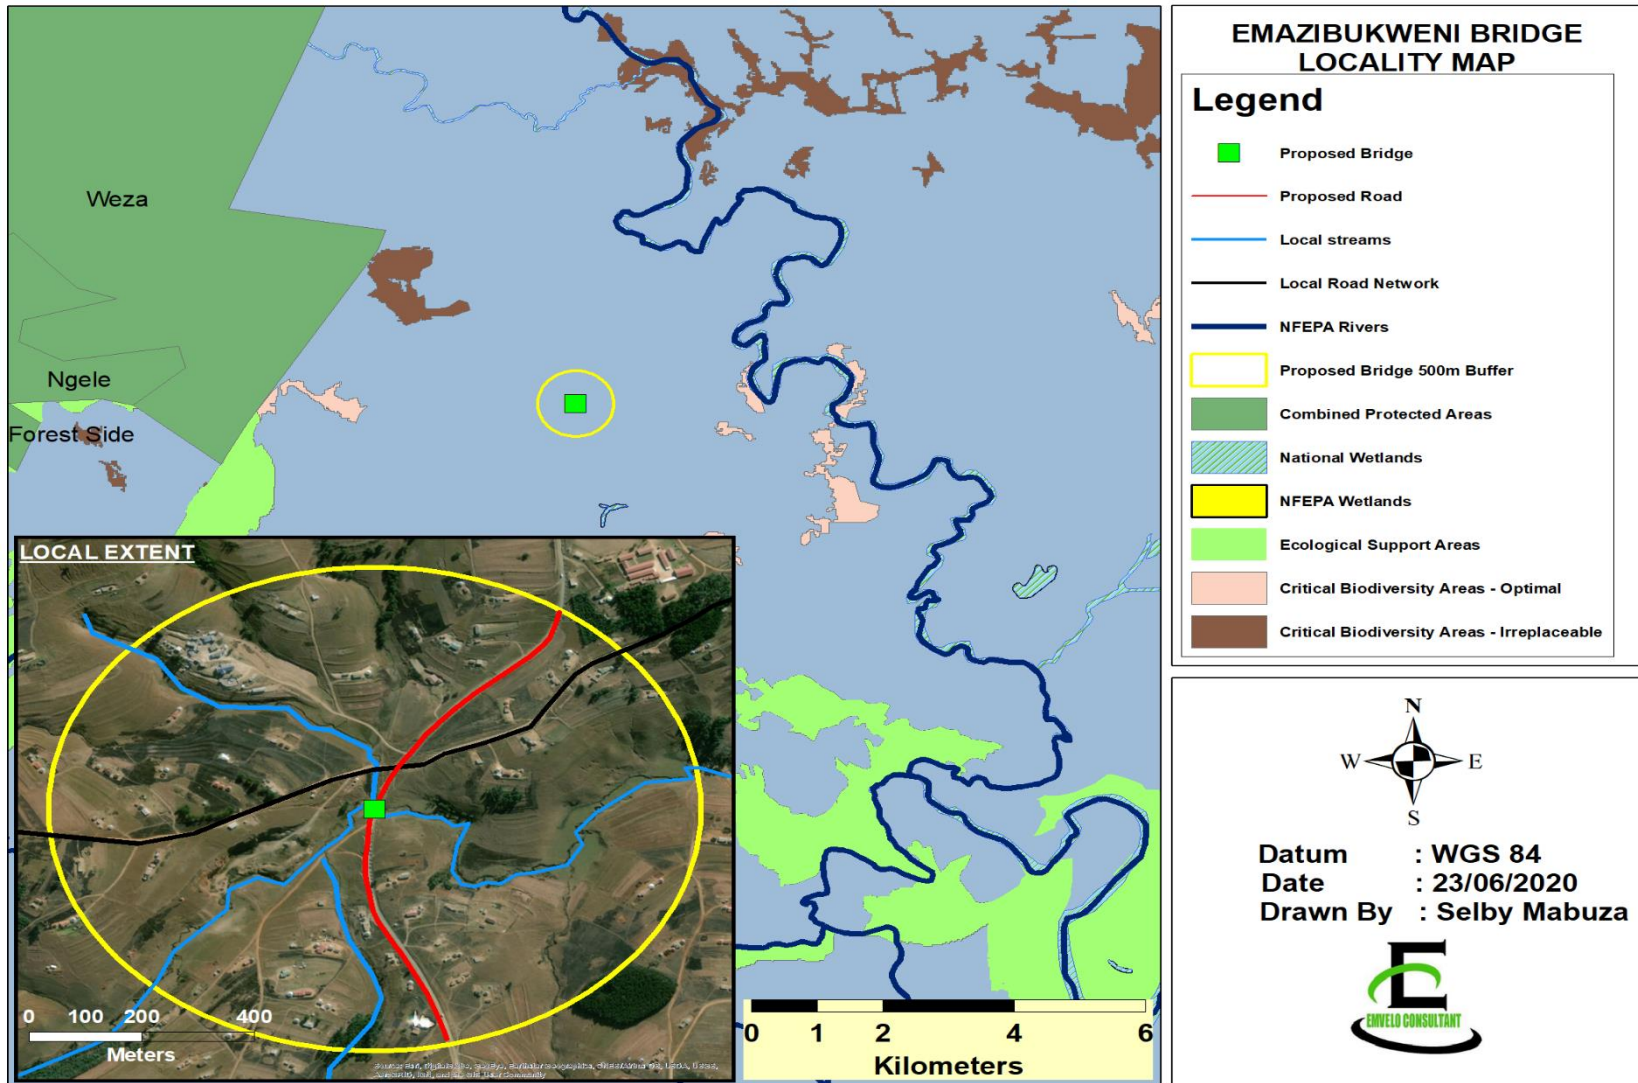 Weza
Ngele
Forest Side
LOCAL EXTENT
0 100 200 400
Meters
0 1 2 4 6
Kilometers
EMAZIBUKWENI BRIDGE
LOCALITY MAP
Legend
Proposed Bridge
Proposed Road
Local streams
Local Road Network
NFEPA Rivers
Proposed Bridge 500m Buffer
Combined Protected Areas
National Wetlands
NFEPA Wetlands
Ecological Support Areas
Critical Biodiversity Areas - Optimal
Critical Biodiversity Areas - Irreplaceable
N
W E
S
Datum : WGS 84
Date : 23/06/2020
Drawn By : Selby Mabuza
E
EMVELO CONSULTANT